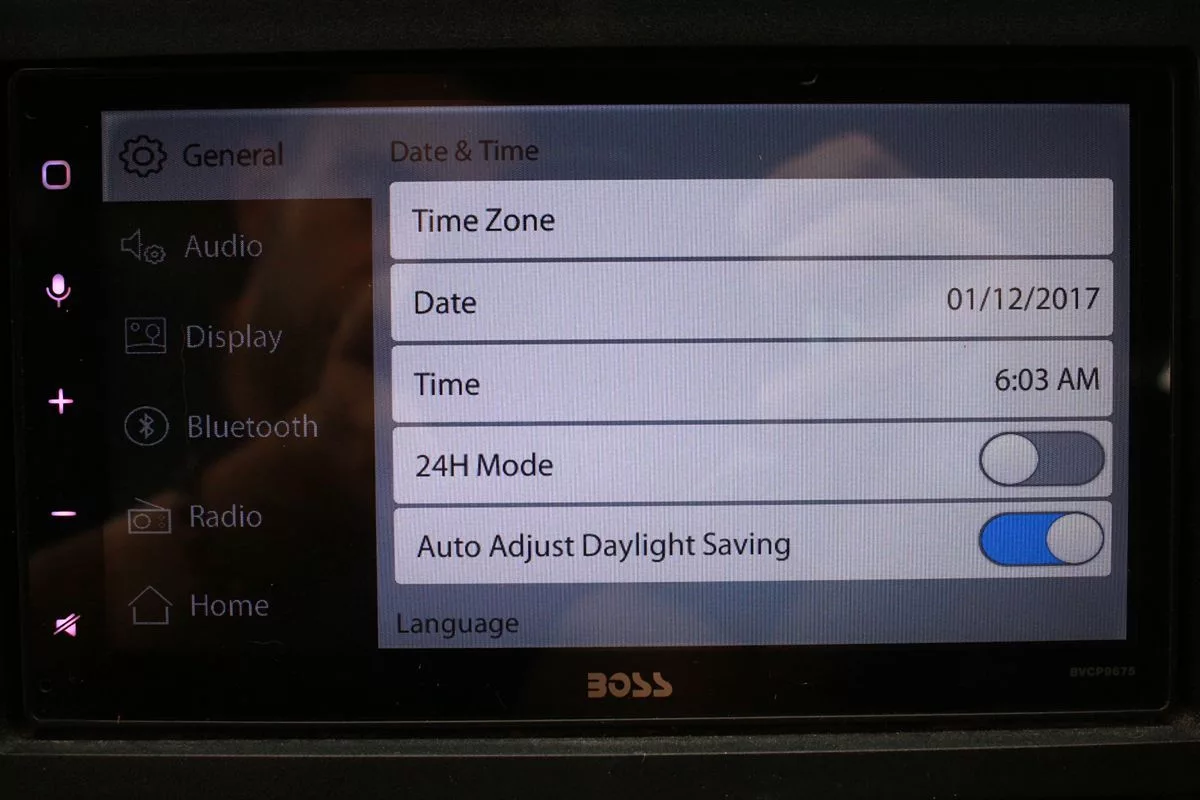 General
Audio
Display
Bluetooth
Radio
Home
Date & Time
Time Zone
Date 01/12/2017
Time 6:03 AM
24H Mode
Auto Adjust Daylight Saving
Language
BOSS
BVCP9675